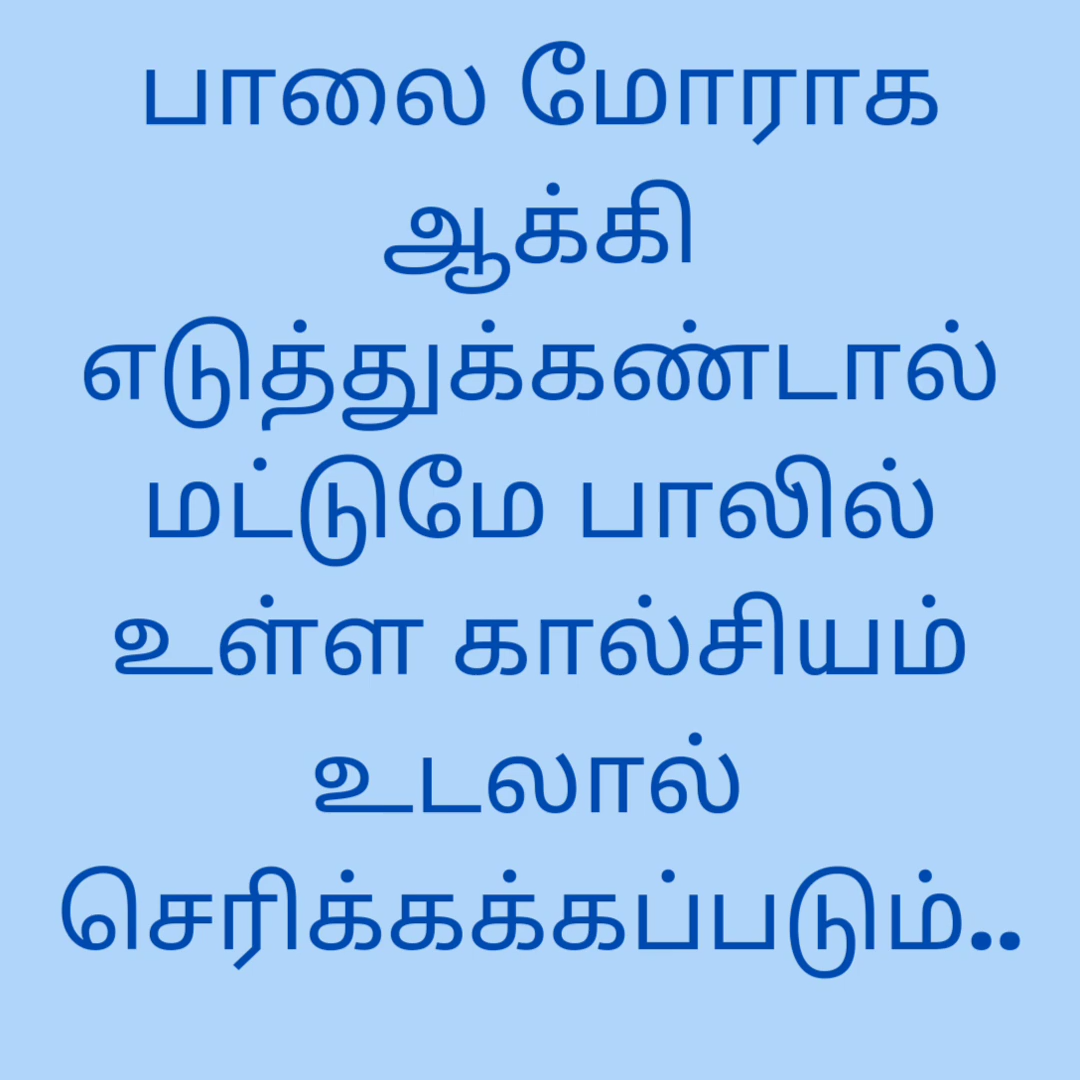 பாலை மோராக
ஆக்கி
எடுத்துக்கண்டால்
மட்டுமே பாலில்
உள்ள கால்சியம்
உடலால்
செரிக்கக்கப்படும்..